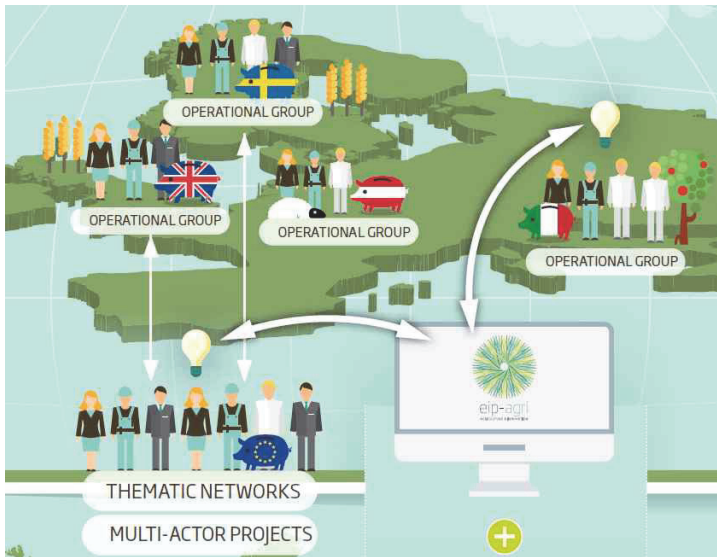 OPERATIONAL GROUP
OPERATIONAL GROUP
OPERATIONAL GROUP
OPERATIONAL GROUP
eip-agri
THEMATIC NETWORKS
MULTI-ACTOR PROJECTS